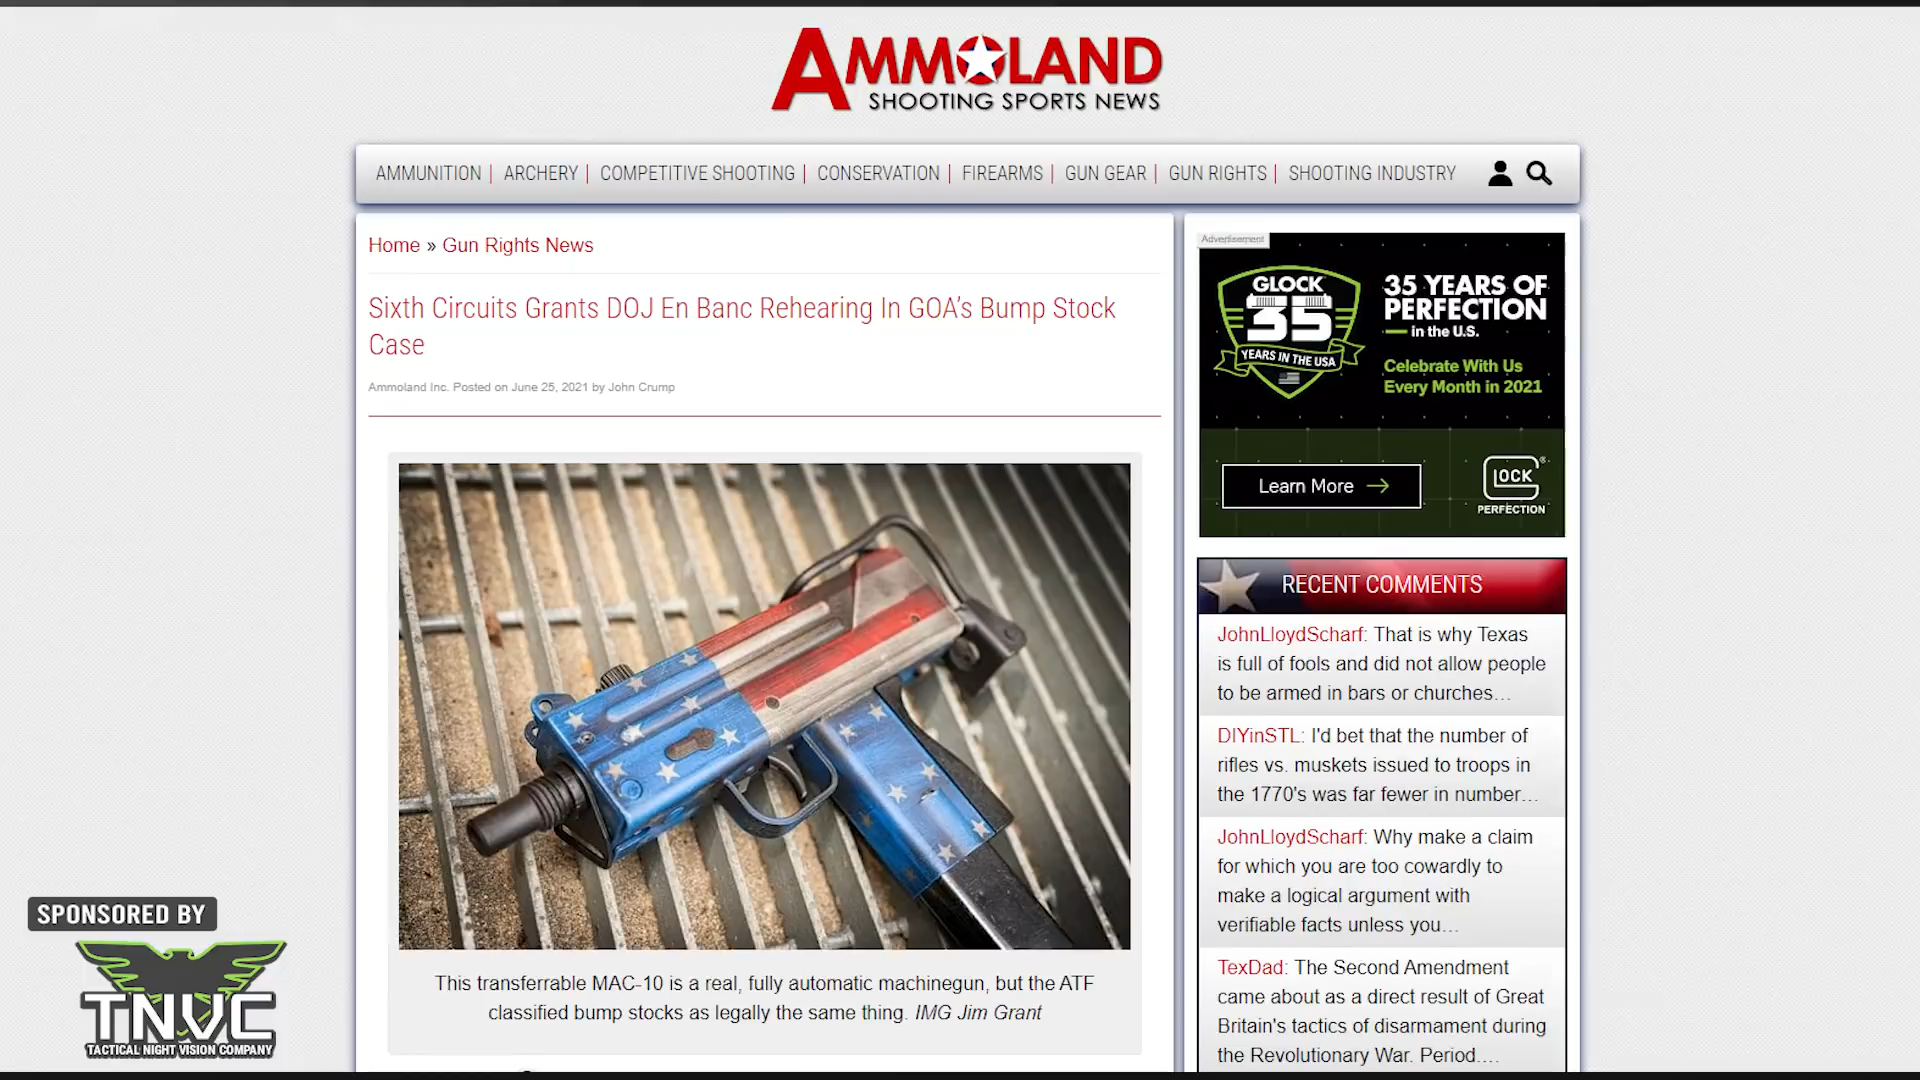 AMMOLAND
SHOOTING SPORTS NEWS
AMMUNITION | ARCHERY | COMPETITIVE SHOOTING | CONSERVATION | FIREARMS | GUN GEAR | GUN RIGHTS | SHOOTING INDUSTRY
Home » Gun Rights News
Sixth Circuits Grants DOJ En Banc Rehearing In GOA's Bump Stock
Case
Ammoland Inc. Posted on June 25, 2021 by John Crump
This transferrable MAC-10 is a real, fully automatic machinegun, but the ATF
classified bump stocks as legally the same thing. IMG Jim Grant
Advertisement
GLOCK
35
YEARS IN THE USA
35 YEARS OF
PERFECTION
in the U.S.
Celebrate With Us
Every Month in 2021
Learn More →
GLOCK
PERFECTION
RECENT COMMENTS
JohnLloydScharf: That is why Texas
is full of fools and did not allow people
to be armed in bars or churches…
DIYinSTL: I'd bet that the number of
rifles vs. muskets issued to troops in
the 1770's was far fewer in number…
JohnLloydScharf: Why make a claim
for which you are too cowardly to
make a logical argument with
verifiable facts unless you…
TexDad: The Second Amendment
came about as a direct result of Great
Britain's tactics of disarmament during
the Revolutionary War. Period.…
SPONSORED BY
TNVC
TACTICAL NIGHT VISION COMPANY